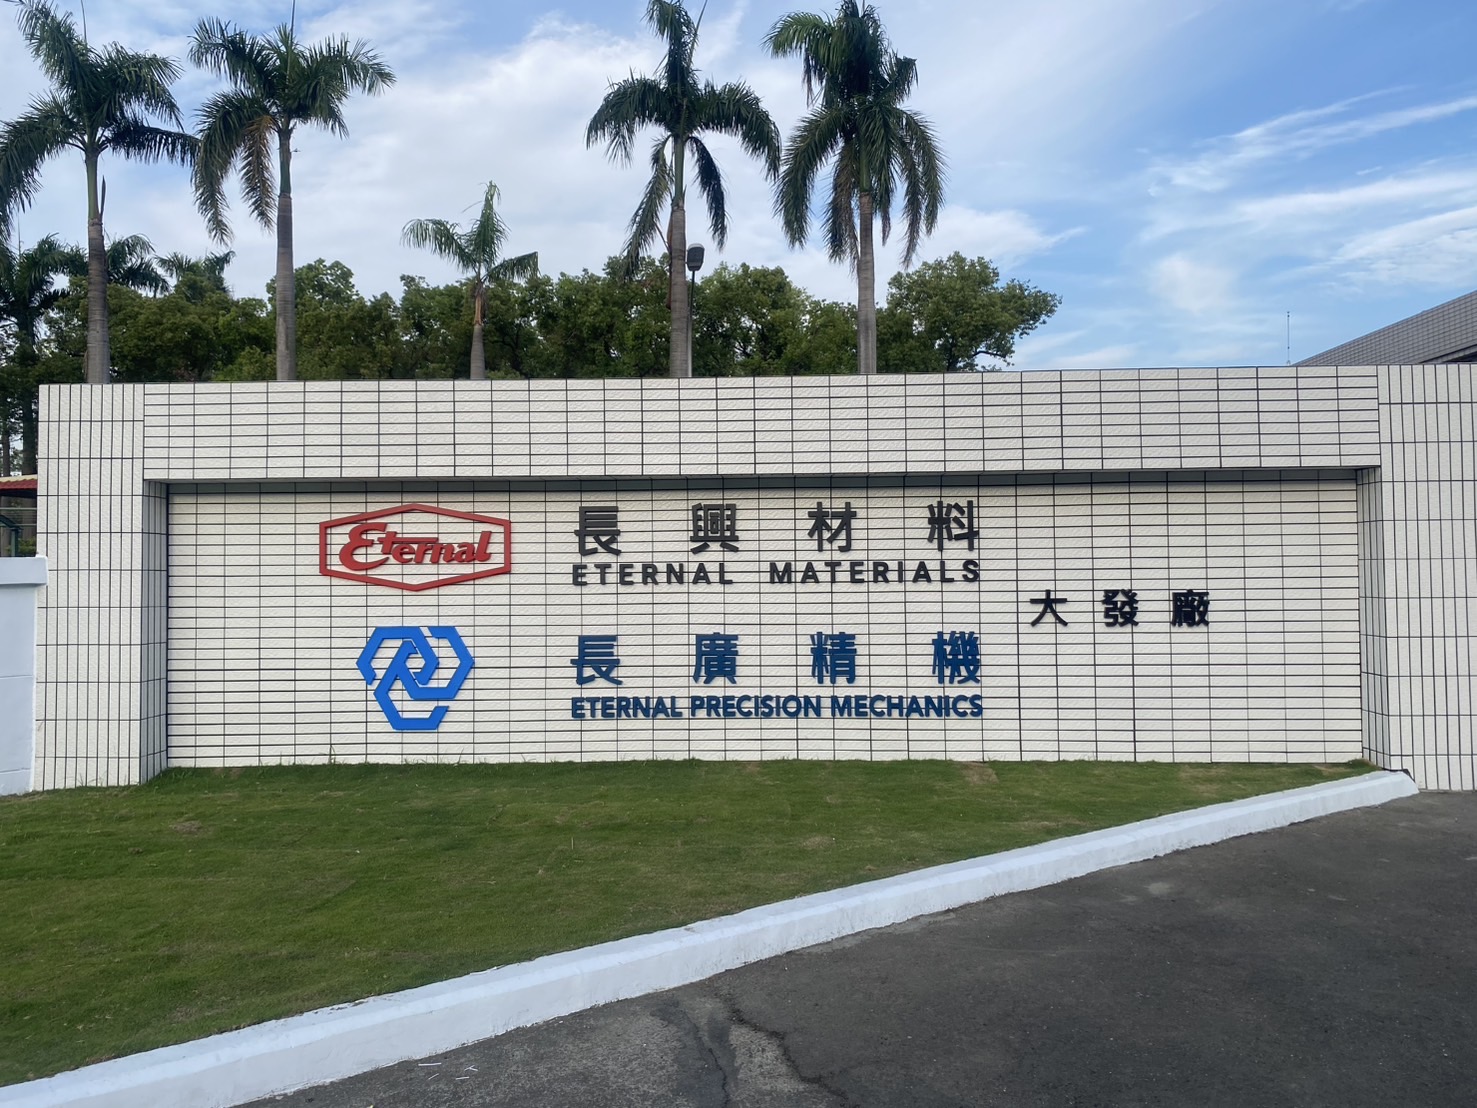 Eternal
長興材料
ETERNAL MATERIALS
大發廠
長廣精機
ETERNAL PRECISION MECHANICS